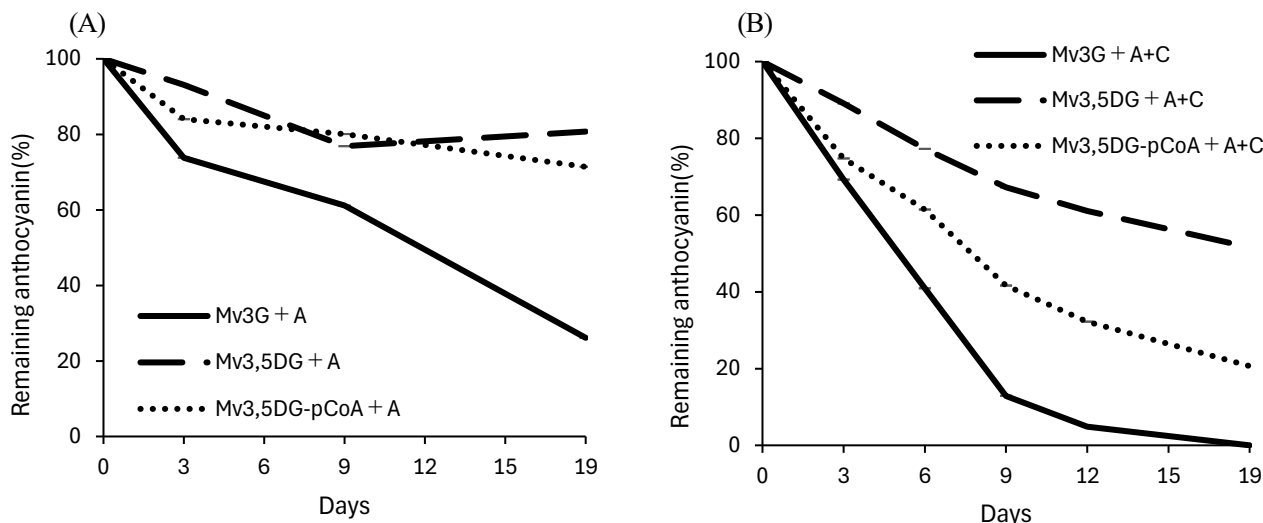 (A)
Remaining anthocyanin(%)
100
80
60
40
20
0
Mv3G+A
Mv3,5DG+A
Mv3,5DG-pCoA+A
0 3 6 9 12 15 19
Days
(B)
Remaining anthocyanin(%)
100
80
60
40
20
0
Mv3G+A+C
Mv3,5DG+A+C
Mv3,5DG-pCoA+A+C
0 3 6 9 12 15 19
Days